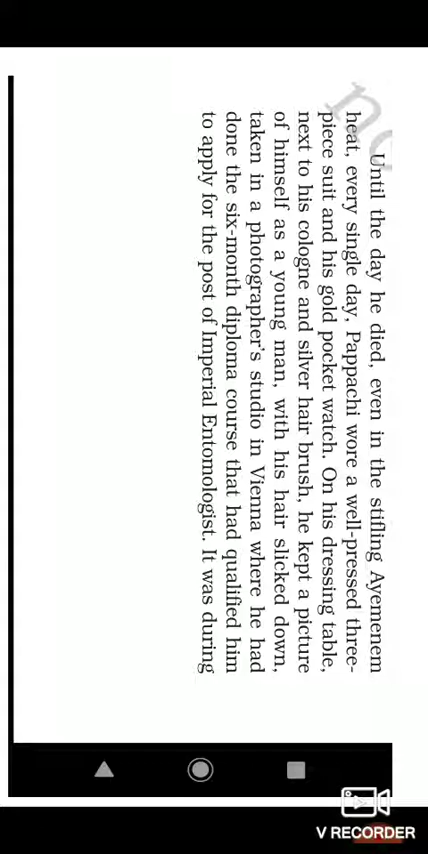 no
Until the day he died, even in the stifling Ayemenem
heat, every single day, Pappachi wore a well-pressed three-
piece suit and his gold pocket watch. On his dressing table,
next to his cologne and silver hair brush, he kept a picture
of himself as a young man, with his hair slicked down,
taken in a photographer's studio in Vienna where he had
done the six-month diploma course that had qualified him
to apply for the post of Imperial Entomologist. It was during
V RECORDER